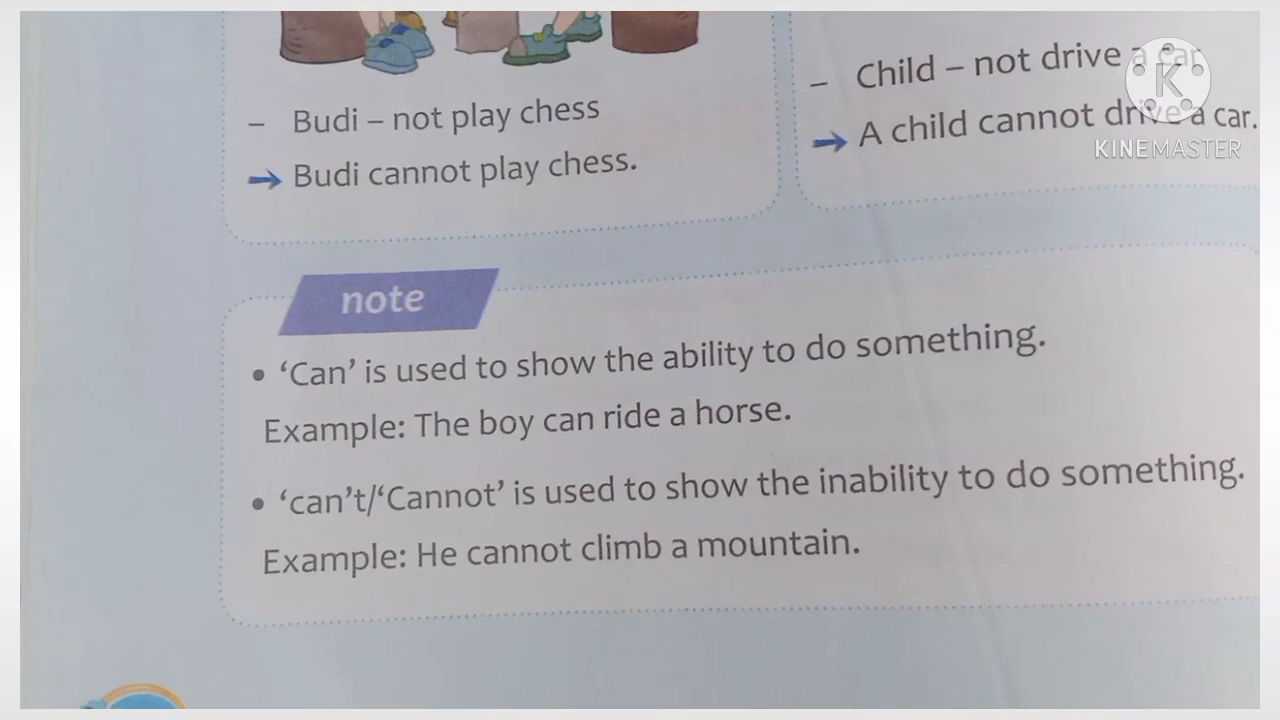 – Budi – not play chess
→ Budi cannot play chess.
– Child – not drive a car
→ A child cannot drive a car.
KINEMASTER
note
• ‘Can’ is used to show the ability to do something.
Example: The boy can ride a horse.
• ‘can’t/‘Cannot’ is used to show the inability to do something.
Example: He cannot climb a mountain.